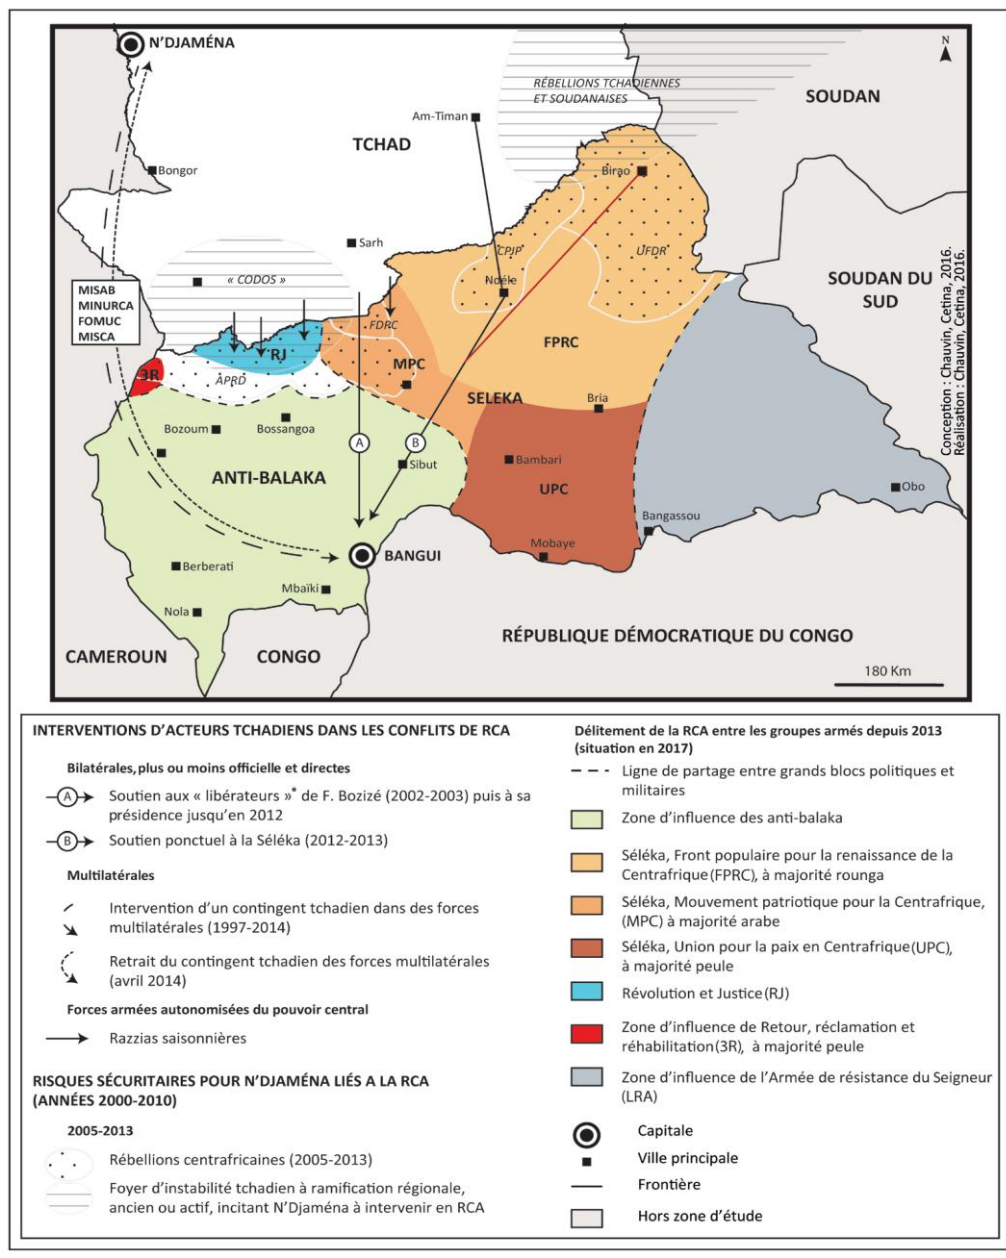 N'DJAMÉNA
N
RÉBELLIONS TCHADIENNES
ET SOUDANAISES
SOUDAN
Am-Timan
TCHAD
Bongor
Birao
Sarh
CPJP
UFDR
« CODOS »
Ndélé
SOUDAN DU
SUD
MISAB
MINURCA
FOMUC
MISCA
FDRC
FPRC
RJ
MPC
3R
APRD
SELEKA
Bria
Bozoum
Bossangoa
A
B
Sibut
Bambari
ANTI-BALAKA
UPC
Obo
Bangassou
BANGUI
Mobaye
Berberati
Mbaïki
Nola
RÉPUBLIQUE DÉMOCRATIQUE DU CONGO
CAMEROUN
CONGO
180 Km
Conception : Chauvin, Cetina, 2016.
Réalisation : Chauvin, Cetina, 2016.
INTERVENTIONS D'ACTEURS TCHADIENS DANS LES CONFLITS DE RCA
Bilatérales, plus ou moins officielle et directes
A
Soutien aux « libérateurs »* de F. Bozizé (2002-2003) puis à sa
présidence jusqu'en 2012
B
Soutien ponctuel à la Séléka (2012-2013)
Multilatérales
Intervention d'un contingent tchadien dans des forces
multilatérales (1997-2014)
Retrait du contingent tchadien des forces multilatérales
(avril 2014)
Forces armées autonomisées du pouvoir central
Razzias saisonnières
RISQUES SÉCURITAIRES POUR N'DJAMÉNA LIÉS A LA RCA
(ANNÉES 2000-2010)
2005-2013
Rébellions centrafricaines (2005-2013)
Foyer d'instabilité tchadien à ramification régionale,
ancien ou actif, incitant N'Djaména à intervenir en RCA
Délitement de la RCA entre les groupes armés depuis 2013
(situation en 2017)
Ligne de partage entre grands blocs politiques et
militaires
Zone d'influence des anti-balaka
Séléka, Front populaire pour la renaissance de la
Centrafrique (FPRC), à majorité rounga
Séléka, Mouvement patriotique pour la Centrafrique,
(MPC) à majorité arabe
Séléka, Union pour la paix en Centrafrique (UPC),
à majorité peule
Révolution et Justice (RJ)
Zone d'influence de Retour, réclamation et
réhabilitation (3R), à majorité peule
Zone d'influence de l'Armée de résistance du Seigneur
(LRA)
Capitale
Ville principale
Frontière
Hors zone d'étude